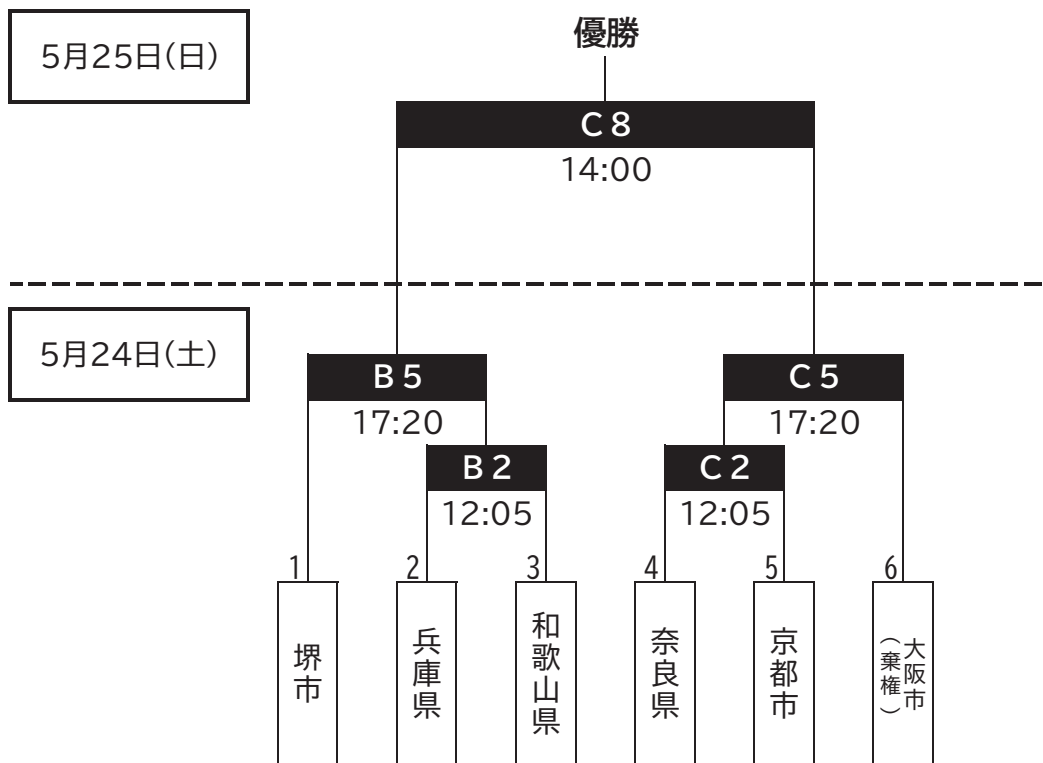 5月25日(日)
優勝
C8
14:00
5月24日(土)
B5
C5
17:20
17:20
B2
C2
12:05
12:05
1
2
3
4
5
6
堺市
兵庫県
和歌山県
奈良県
京都市
大阪市
(棄権)